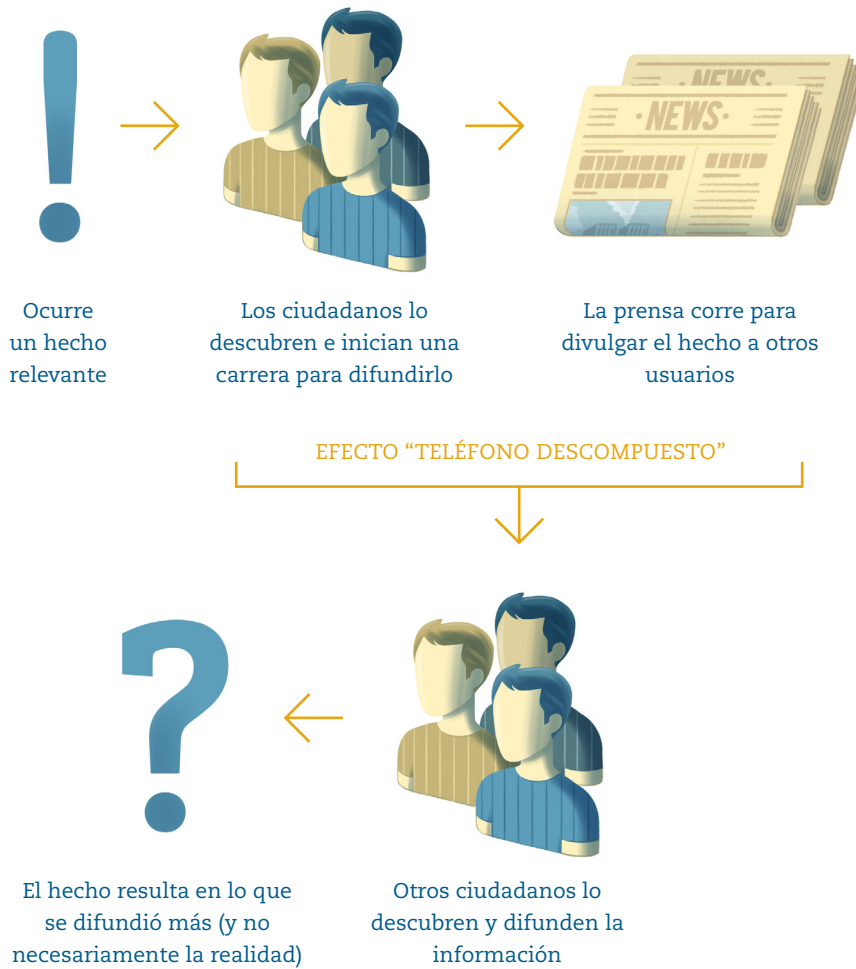 NEWS
NEWS
Ocurre
un hecho
relevante
Los ciudadanos lo
descubren e inician una
carrera para difundirlo
La prensa corre para
divulgar el hecho a otros
usuarios
EFECTO “TELÉFONO DESCOMPUESTO”
El hecho resulta en lo que
se difundió más (y no
necesariamente la realidad)
Otros ciudadanos lo
descubren y difunden la
información